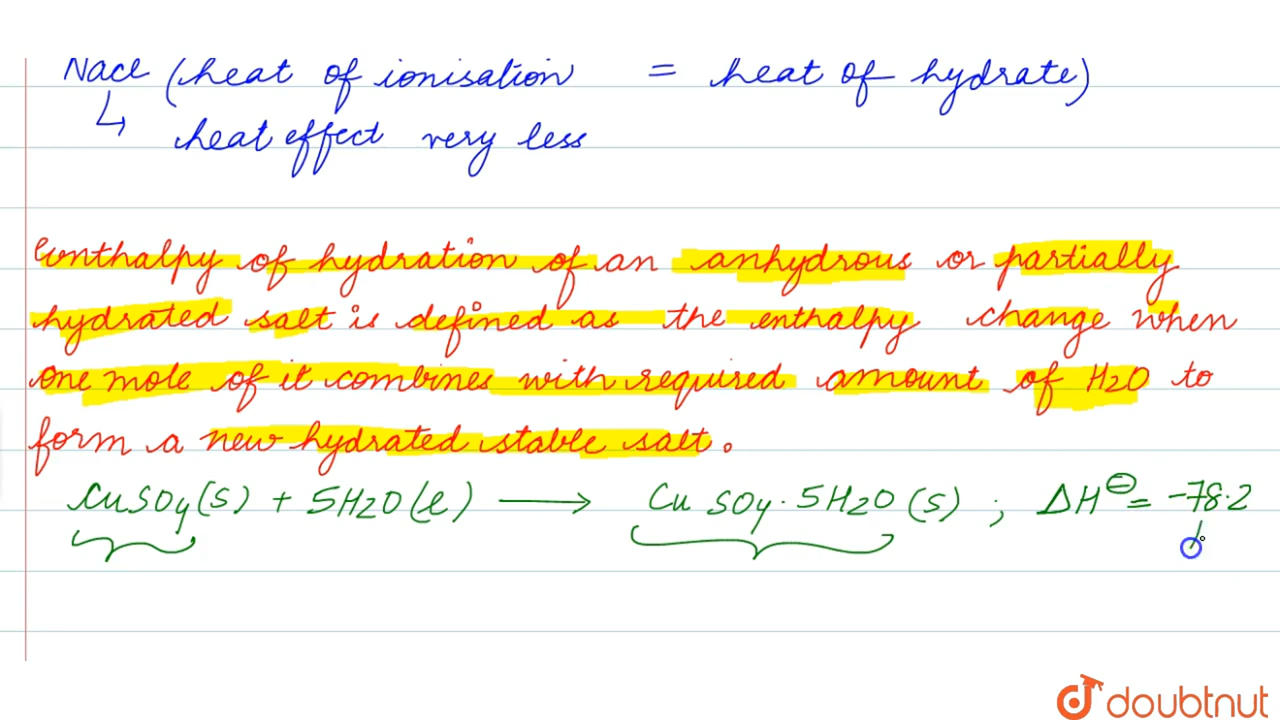 Nacl (heat of ionisation = heat of hydrate)
↳ heat effect very less
Enthalpy of hydration of an anhydrous or partially
hydrated salt is defined as the enthalpy change when
one mole of it combines with required amount of H2O to
form a new hydrated stable salt.
CuSO4(s) + 5H2O(l) ⟶ CuSO4·5H2O(s) ; ΔH⊖ = -78.2
doubtnut